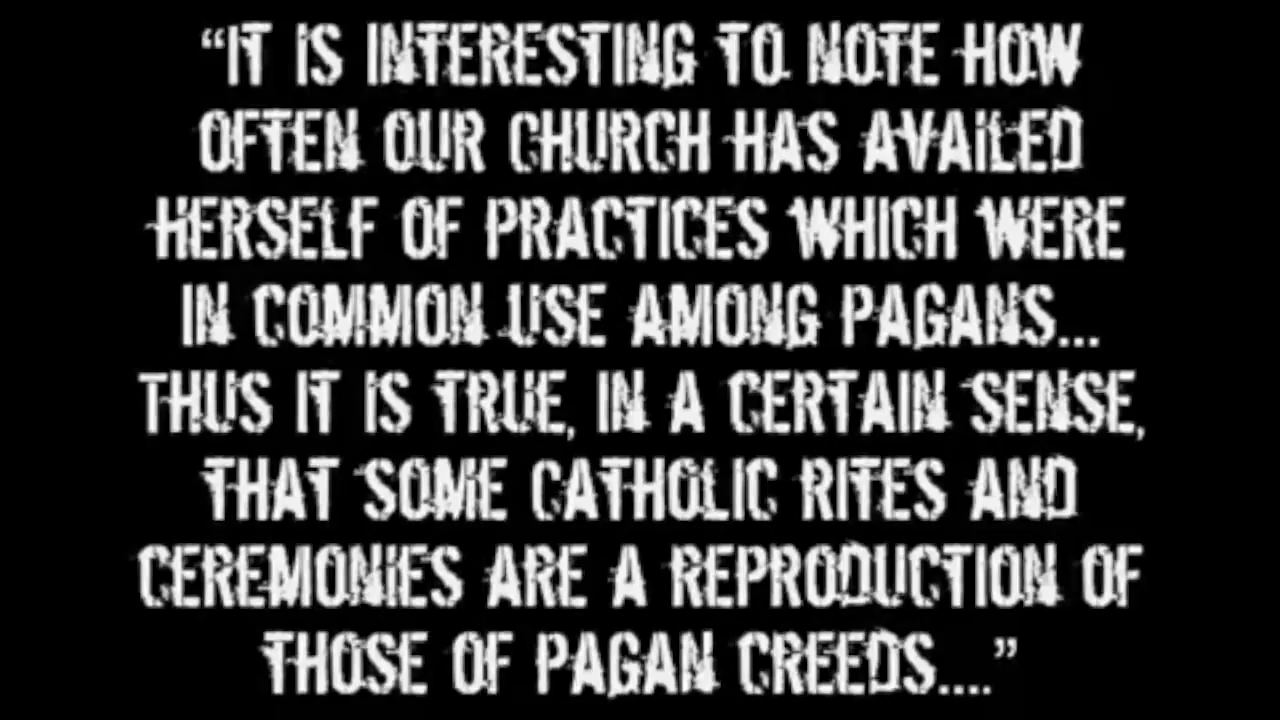 “IT IS INTERESTING TO NOTE HOW
OFTEN OUR CHURCH HAS AVAILED
HERSELF OF PRACTICES WHICH WERE
IN COMMON USE AMONG PAGANS...
THUS IT IS TRUE, IN A CERTAIN SENSE,
THAT SOME CATHOLIC RITES AND
CEREMONIES ARE A REPRODUCTION OF
THOSE OF PAGAN CREEDS....”